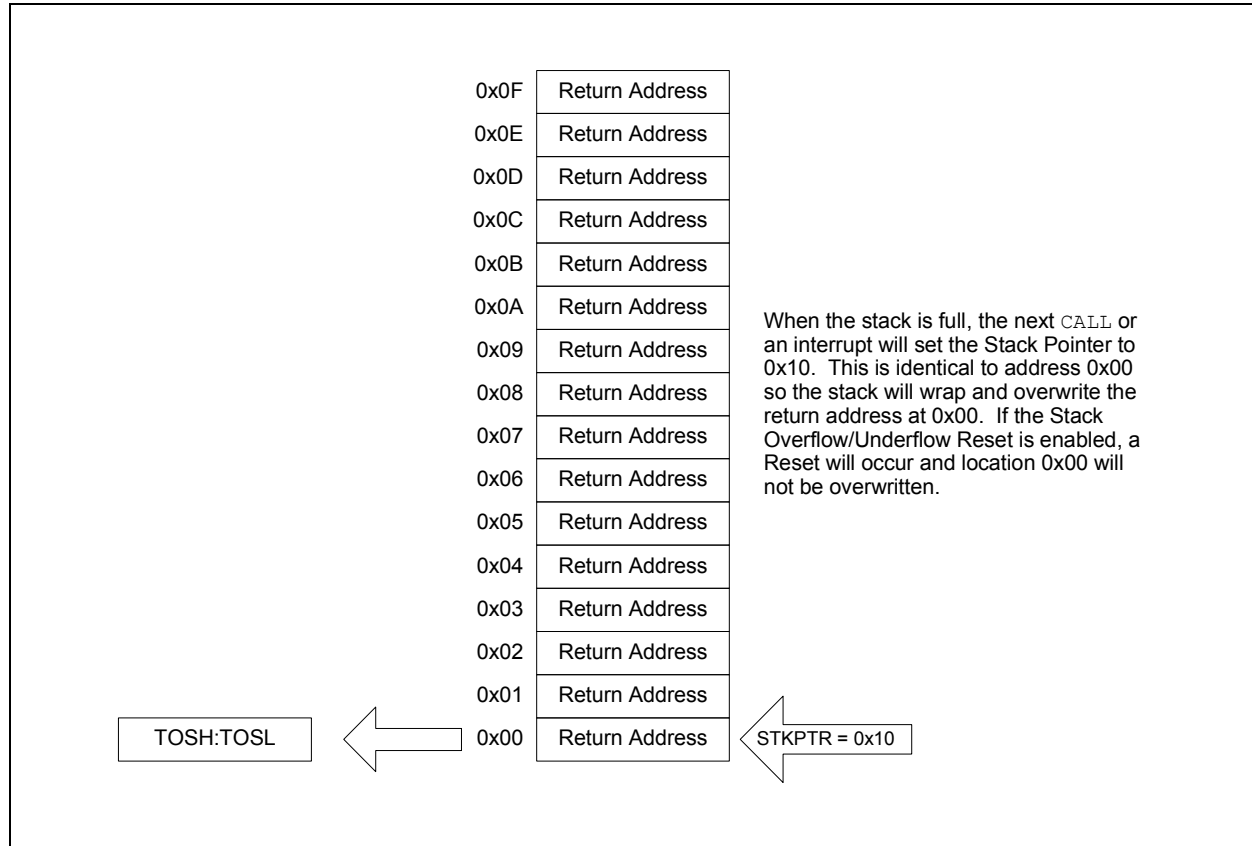 0x0F Return Address
0x0E Return Address
0x0D Return Address
0x0C Return Address
0x0B Return Address
0x0A Return Address
0x09 Return Address
0x08 Return Address
0x07 Return Address
0x06 Return Address
0x05 Return Address
0x04 Return Address
0x03 Return Address
0x02 Return Address
0x01 Return Address
TOSH:TOSL 0x00 Return Address STKPTR = 0x10
When the stack is full, the next CALL or
an interrupt will set the Stack Pointer to
0x10. This is identical to address 0x00
so the stack will wrap and overwrite the
return address at 0x00. If the Stack
Overflow/Underflow Reset is enabled, a
Reset will occur and location 0x00 will
not be overwritten.